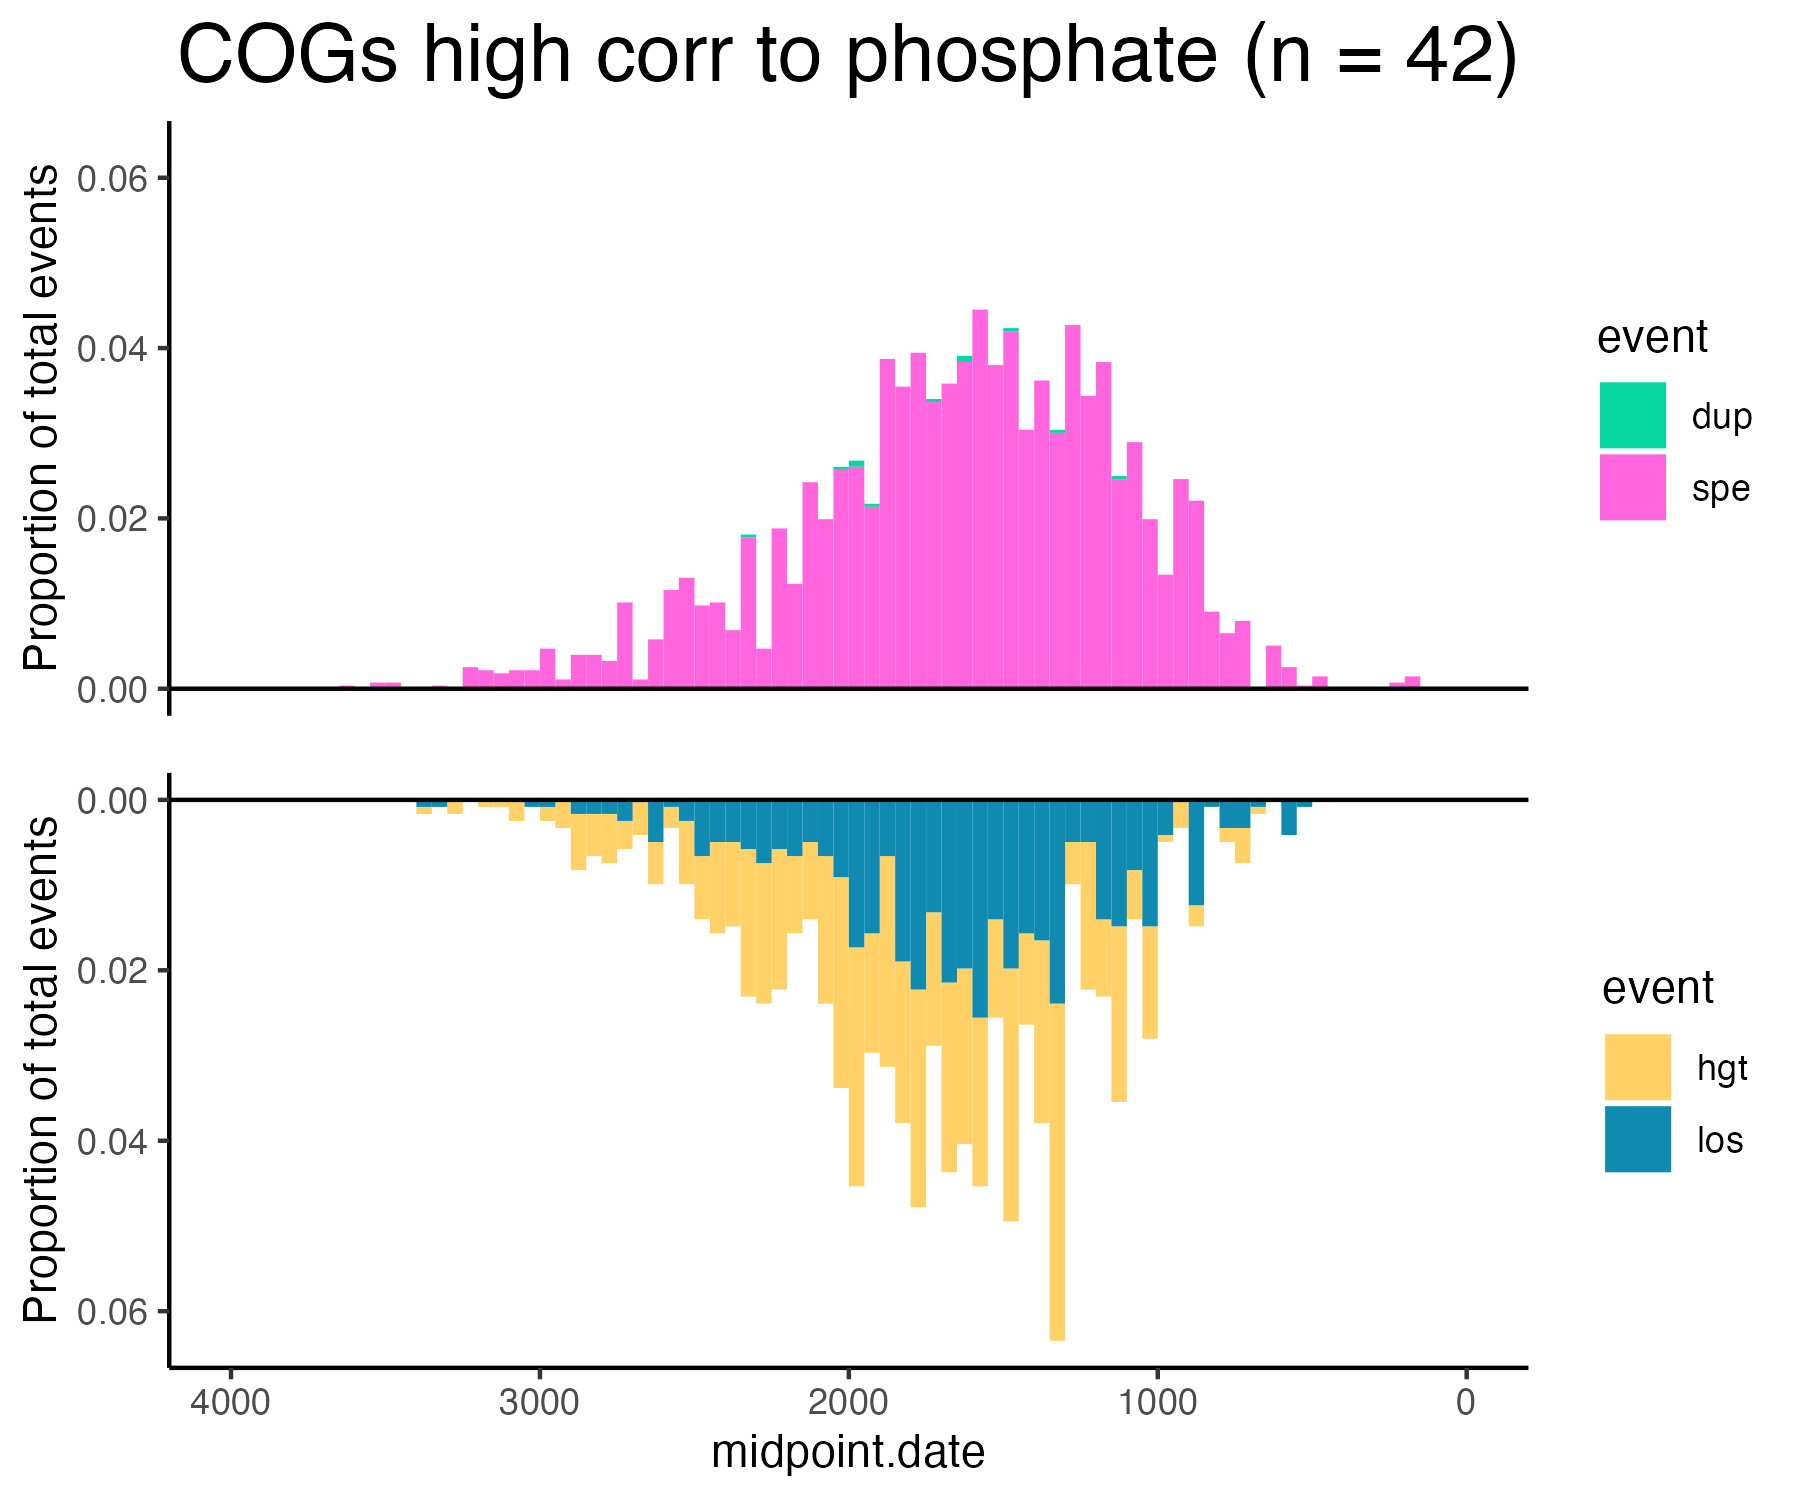 COGs high corr to phosphate (n = 42)
Proportion of total events
0.06
0.04
0.02
0.00
event
dup
spe
Proportion of total events
0.00
0.02
0.04
0.06
event
hgt
los
4000 3000 2000 1000 0
midpoint.date